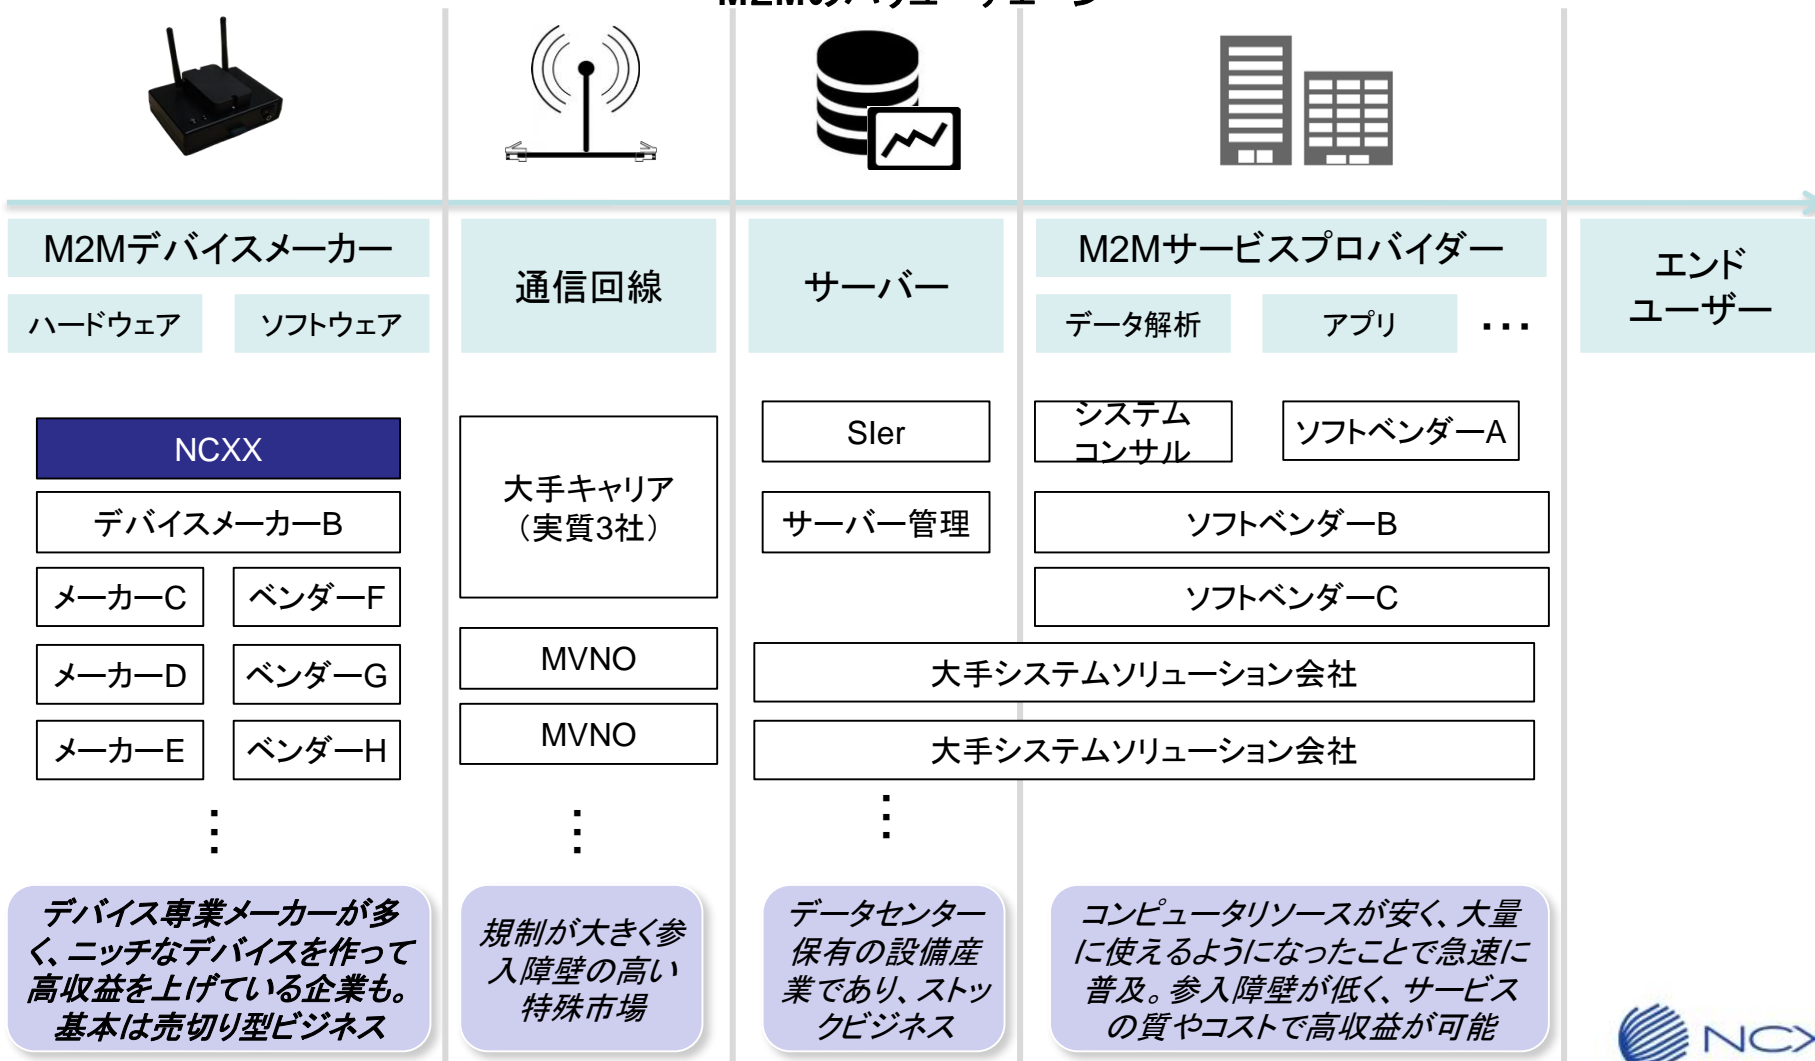 M2Mのバリューチェーン
M2Mデバイスメーカー
ハードウェア
ソフトウェア
通信回線
サーバー
M2Mサービスプロバイダー
データ解析
アプリ
・・・
エンド
ユーザー
NCXX
デバイスメーカーB
メーカーC
ベンダーF
メーカーD
ベンダーG
メーカーE
ベンダーH
大手キャリア
（実質3社）
MVNO
MVNO
SIer
サーバー管理
システム
コンサル
ソフトベンダーA
ソフトベンダーB
ソフトベンダーC
大手システムソリューション会社
大手システムソリューション会社
デバイス専業メーカーが多
く、ニッチなデバイスを作って
高収益を上げている企業も。
基本は売切り型ビジネス
規制が大きく参
入障壁の高い
特殊市場
データセンター
保有の設備産
業であり、ストッ
クビジネス
コンピュータリソースが安く、大量
に使えるようになったことで急速に
普及。参入障壁が低く、サービス
の質やコストで高収益が可能
NCX